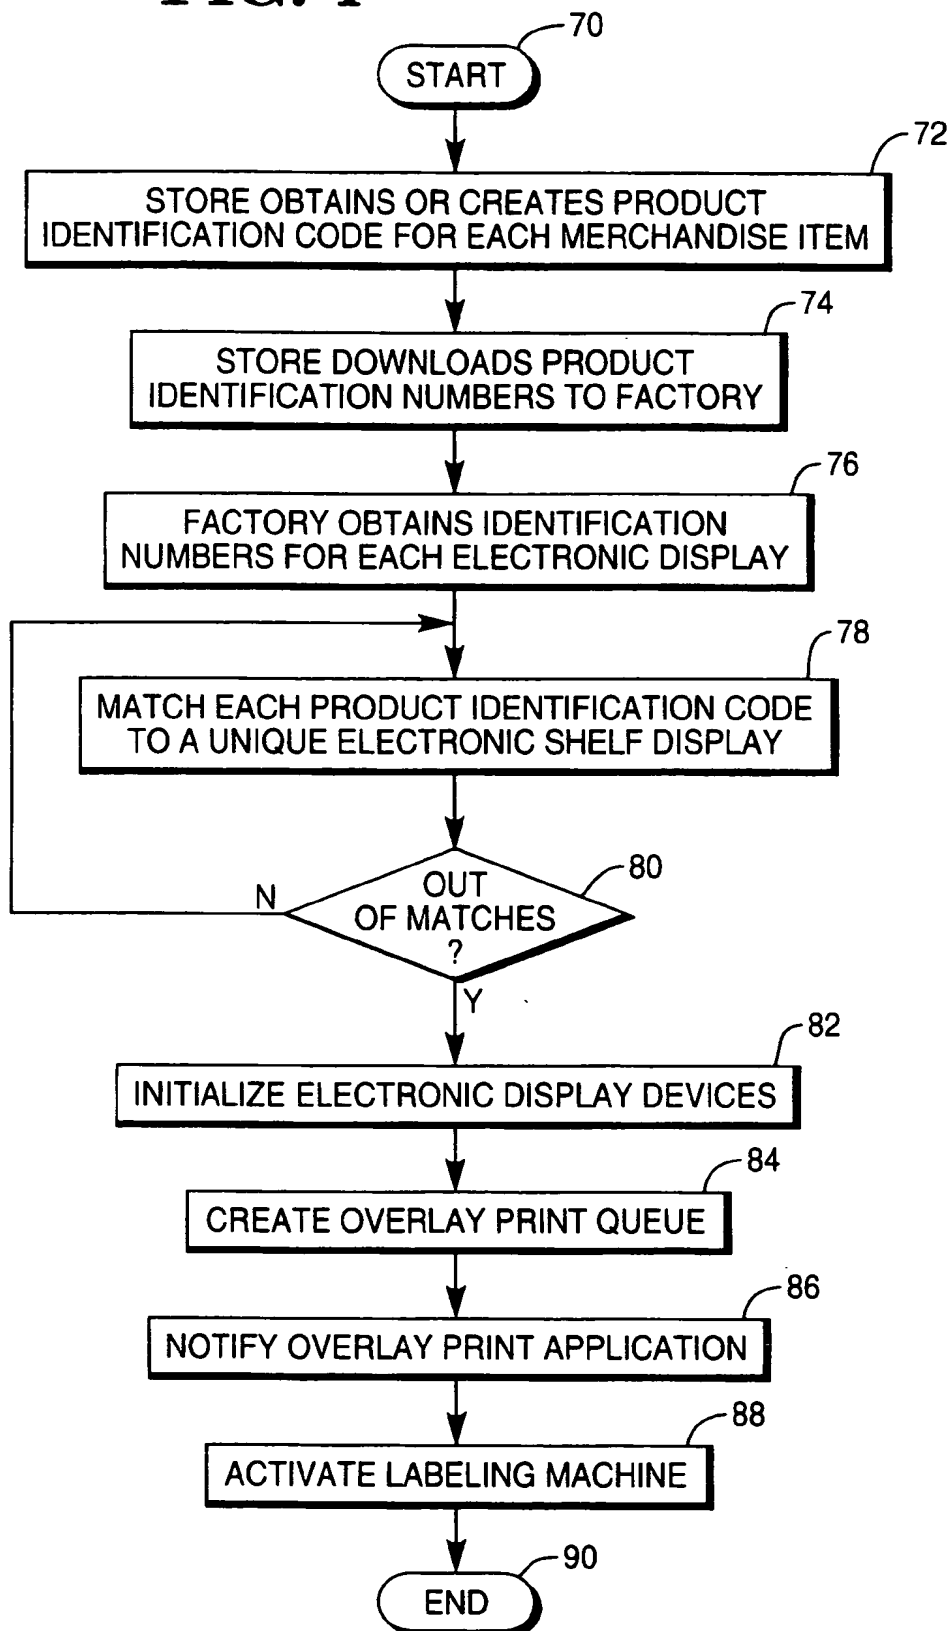 70
START
72
STORE OBTAINS OR CREATES PRODUCT
IDENTIFICATION CODE FOR EACH MERCHANDISE ITEM
74
STORE DOWNLOADS PRODUCT
IDENTIFICATION NUMBERS TO FACTORY
76
FACTORY OBTAINS IDENTIFICATION
NUMBERS FOR EACH ELECTRONIC DISPLAY
78
MATCH EACH PRODUCT IDENTIFICATION CODE
TO A UNIQUE ELECTRONIC SHELF DISPLAY
80
N
OUT
OF MATCHES
?
Y
82
INITIALIZE ELECTRONIC DISPLAY DEVICES
84
CREATE OVERLAY PRINT QUEUE
86
NOTIFY OVERLAY PRINT APPLICATION
88
ACTIVATE LABELING MACHINE
90
END